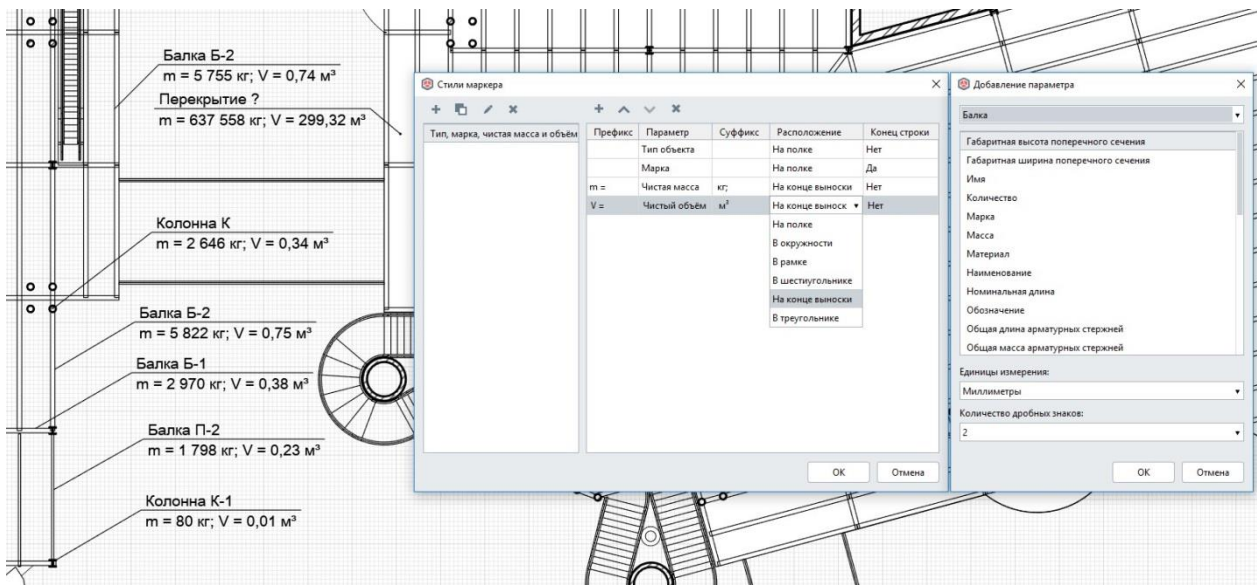 Балка Б-2
m = 5 755 кг; V = 0,74 м³
Перекрытие ?
m = 637 558 кг; V = 299,32 м³
Колонна К
m = 2 646 кг; V = 0,34 м³
Балка Б-2
m = 5 822 кг; V = 0,75 м³
Балка Б-1
m = 2 970 кг; V = 0,38 м³
Балка П-2
m = 1 798 кг; V = 0,23 м³
Колонна К-1
m = 80 кг; V = 0,01 м³
Стили маркера
Тип, марка, чистая масса и объём
Префикс Параметр Суффикс Расположение Конец строки
Тип объекта На полке Нет
Марка На полке Да
m = Чистая масса кг; На конце выноски Нет
V = Чистый объём м³ На конце выноск Нет
На полке
В окружности
В рамке
В шестиугольнике
На конце выноски
В треугольнике
ОК Отмена
Добавление параметра
Балка
Габаритная высота поперечного сечения
Габаритная ширина поперечного сечения
Имя
Количество
Марка
Масса
Материал
Наименование
Номинальная длина
Обозначение
Общая длина арматурных стержней
Общая масса арматурных стержней
Единицы измерения:
Миллиметры
Количество дробных знаков:
2
ОК Отмена